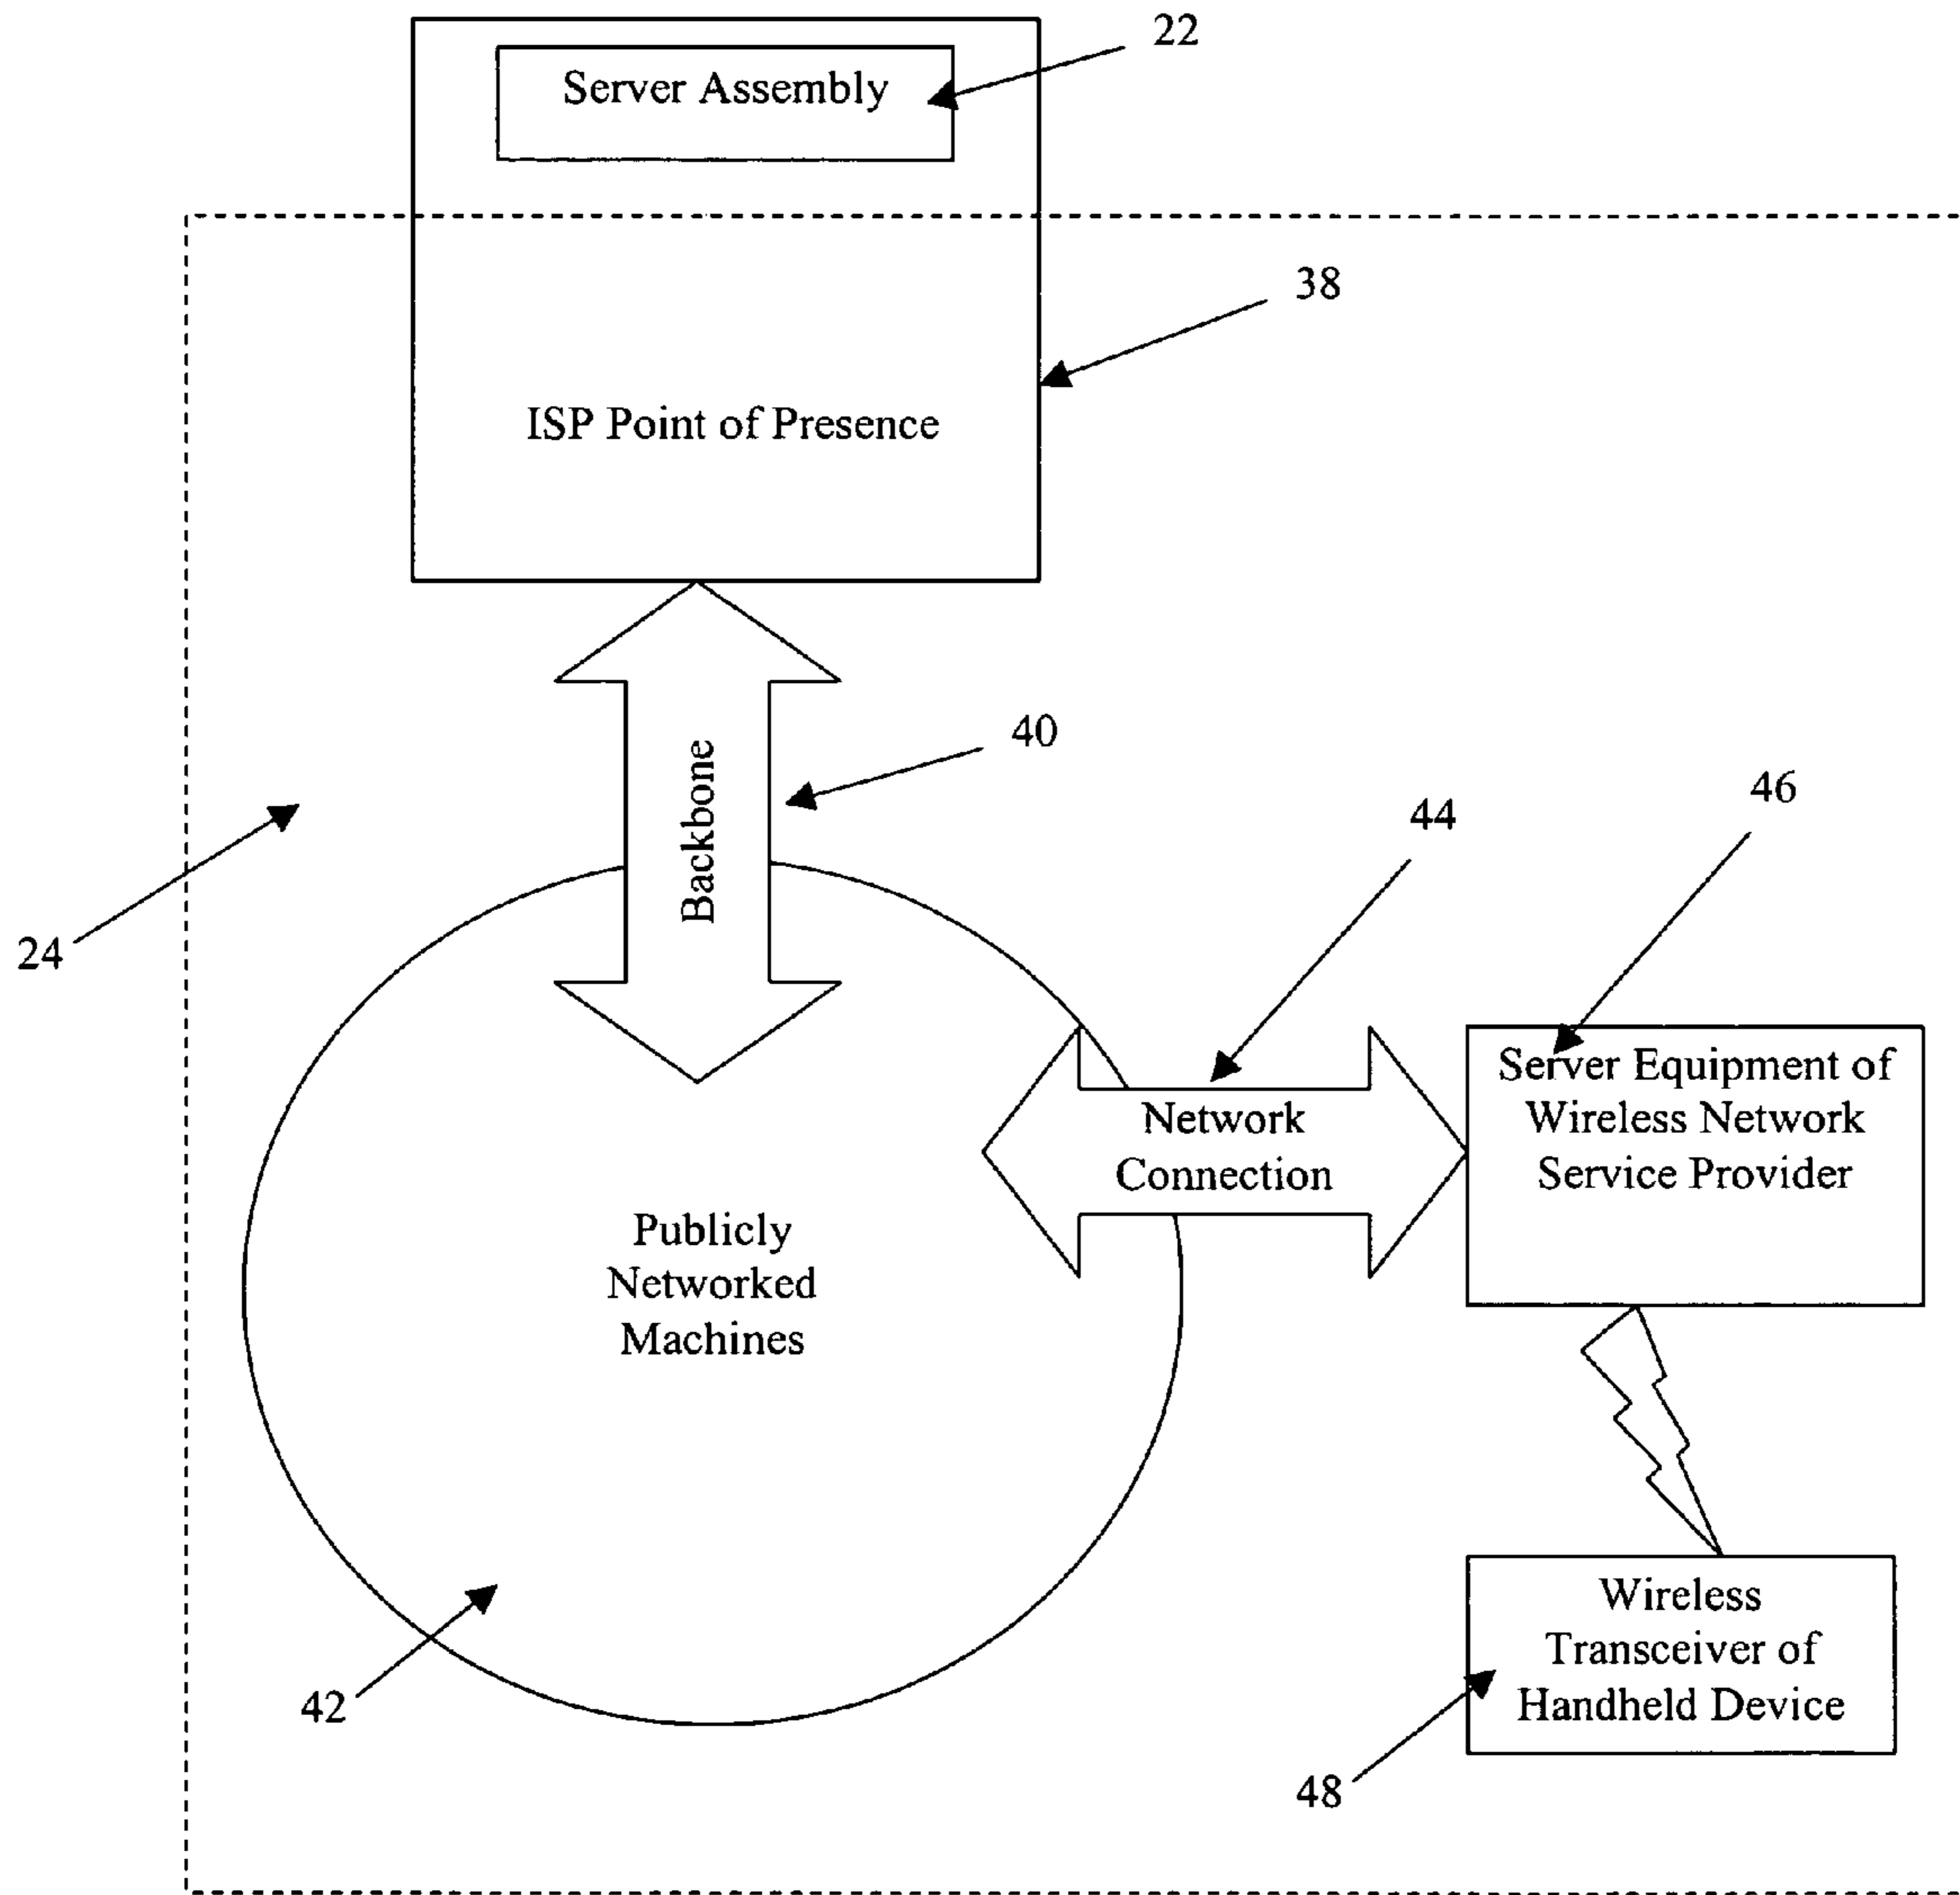 22
Server Assembly
38
ISP Point of Presence
40
Backbone
46
44
24
Server Equipment of
Wireless Network
Service Provider
Network
Connection
Publicly
Networked
Machines
Wireless
Transceiver of
Handheld Device
42
48